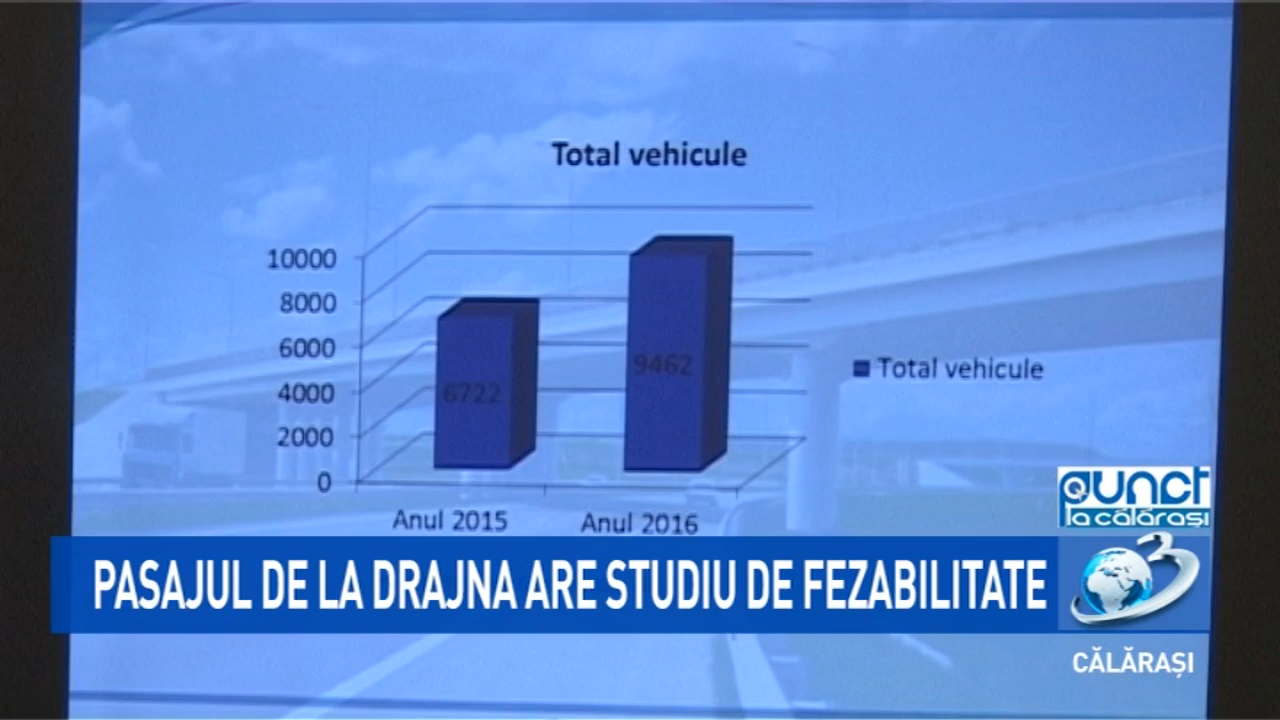 Total vehicule
10000
8000
6000
4000
2000
0
6722
9462
Total vehicule
Anul 2015
Anul 2016
PUNCT
la călărași
PASAJUL DE LA DRAJNA ARE STUDIU DE FEZABILITATE
3
CĂLĂRAȘI